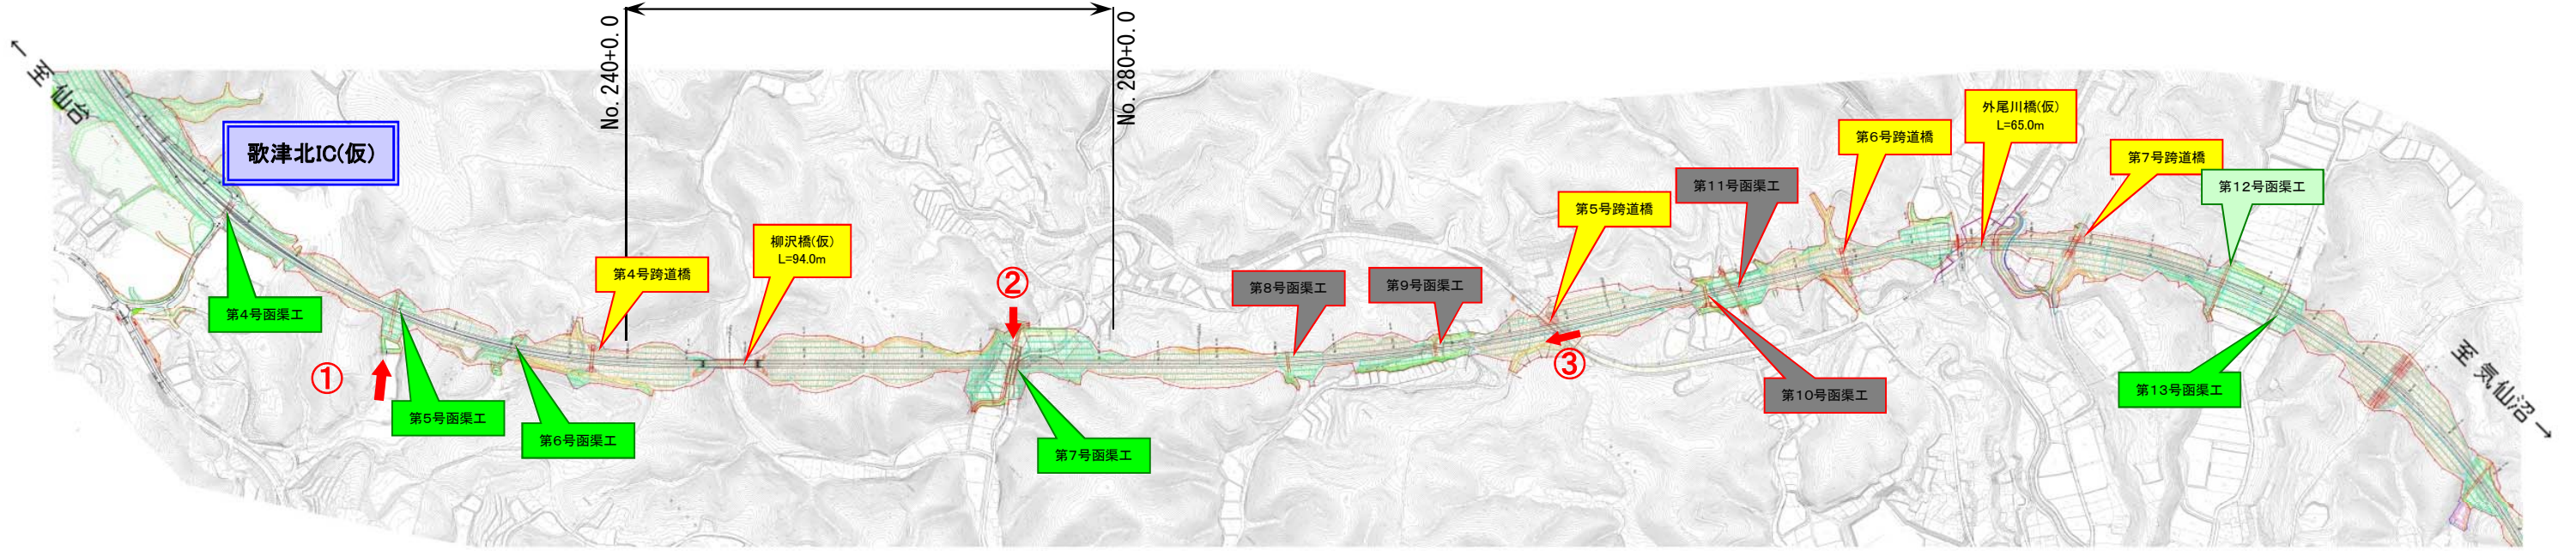 ← 至 仙台
歌津北IC(仮)
No. 240+0. 0
No. 280+0. 0
第4号函渠工
①
第5号函渠工
第6号函渠工
第4号跨道橋
柳沢橋(仮)
L=94.0m
②
第7号函渠工
第8号函渠工
第9号函渠工
第5号跨道橋
③
第11号函渠工
第10号函渠工
第6号跨道橋
外尾川橋(仮)
L=65.0m
第7号跨道橋
第12号函渠工
第13号函渠工
至 気仙沼 →